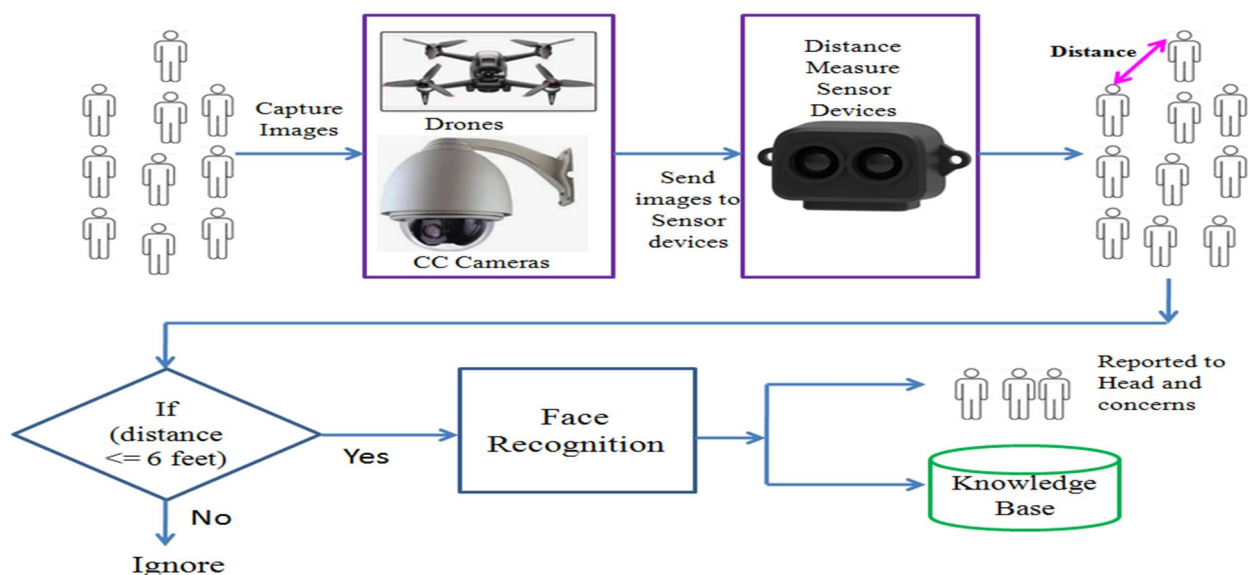 Capture
Images
Drones
CC Cameras
Send
images to
Sensor
devices
Distance
Measure
Sensor
Devices
Distance
If
(distance
<= 6 feet)
Yes
No
Ignore
Face
Recognition
Reported to
Head and
concerns
Knowledge
Base